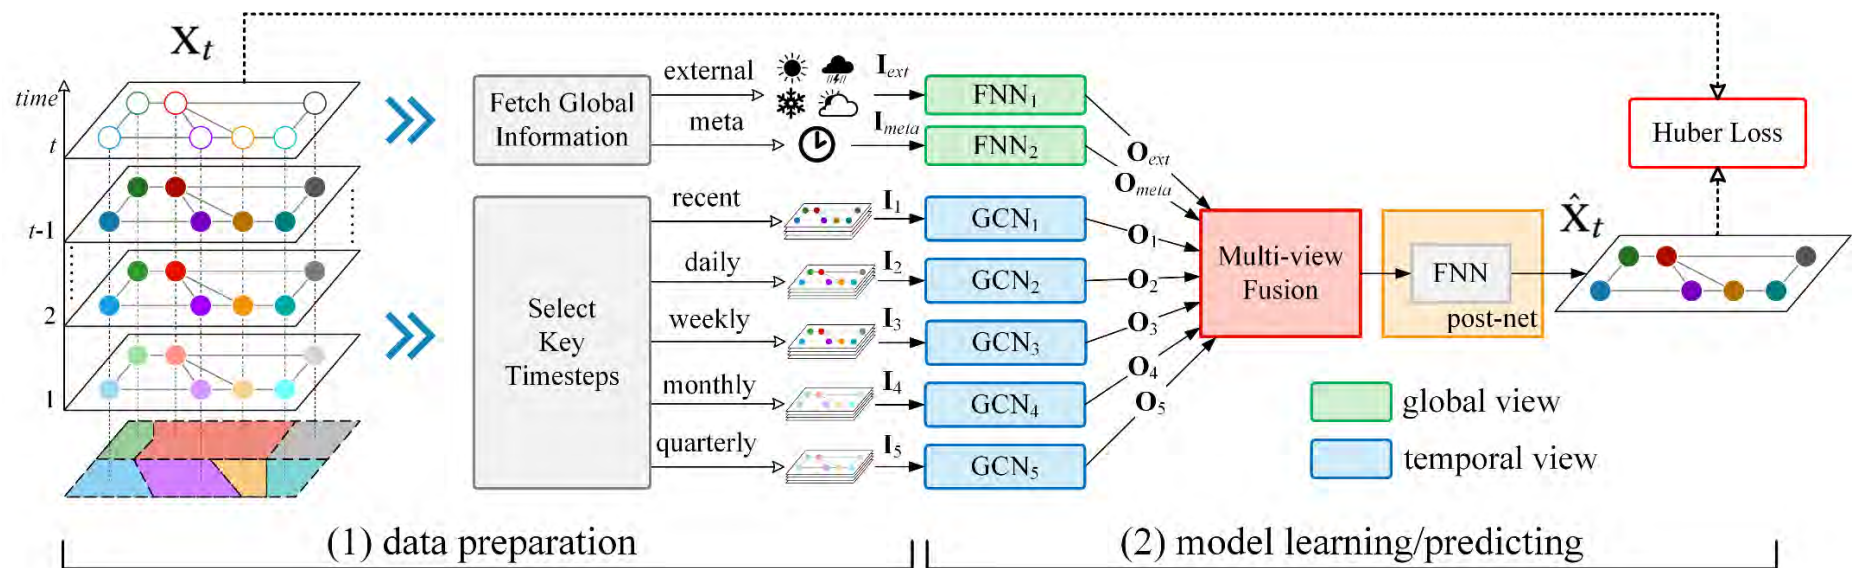 X_t
time
t
t-1
2
1
Fetch Global
Information
Select
Key
Timesteps
external
meta
recent
daily
weekly
monthly
quarterly
I_ext
I_meta
I_1
I_2
I_3
I_4
I_5
FNN_1
FNN_2
GCN_1
GCN_2
GCN_3
GCN_4
GCN_5
O_ext
O_meta
O_1
O_2
O_3
O_4
O_5
Multi-view
Fusion
FNN
post-net
X̂_t
Huber Loss
global view
temporal view
(1) data preparation
(2) model learning/predicting